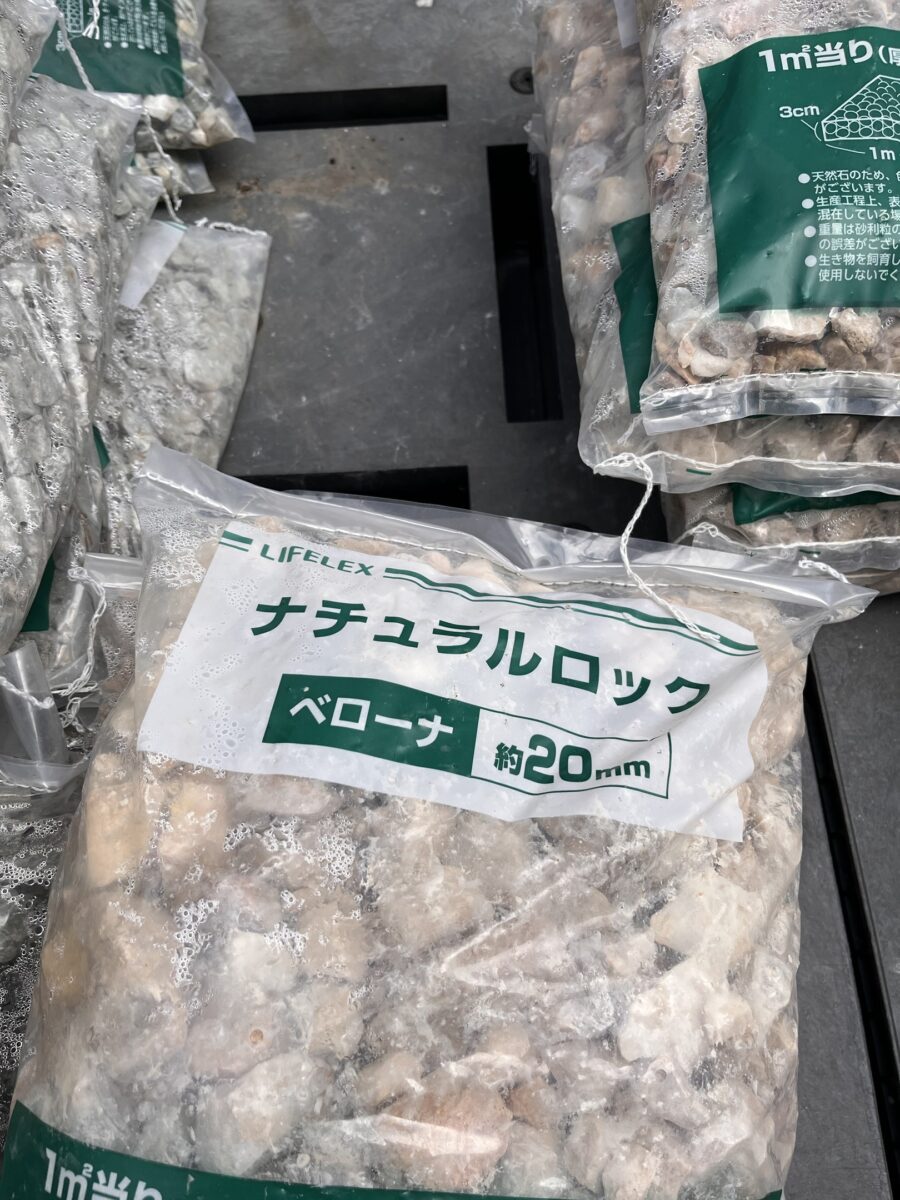 1㎡当り(厚
3cm
1m
●天然石のため、
がございます。
●生産工程上、表
混在している場
●重量は砂利粒の
の誤差がござい
●生き物を飼育し
使用しないでく
3cm
LIFELEX
ナチュラルロック
ベローナ
約20mm
1㎡当り